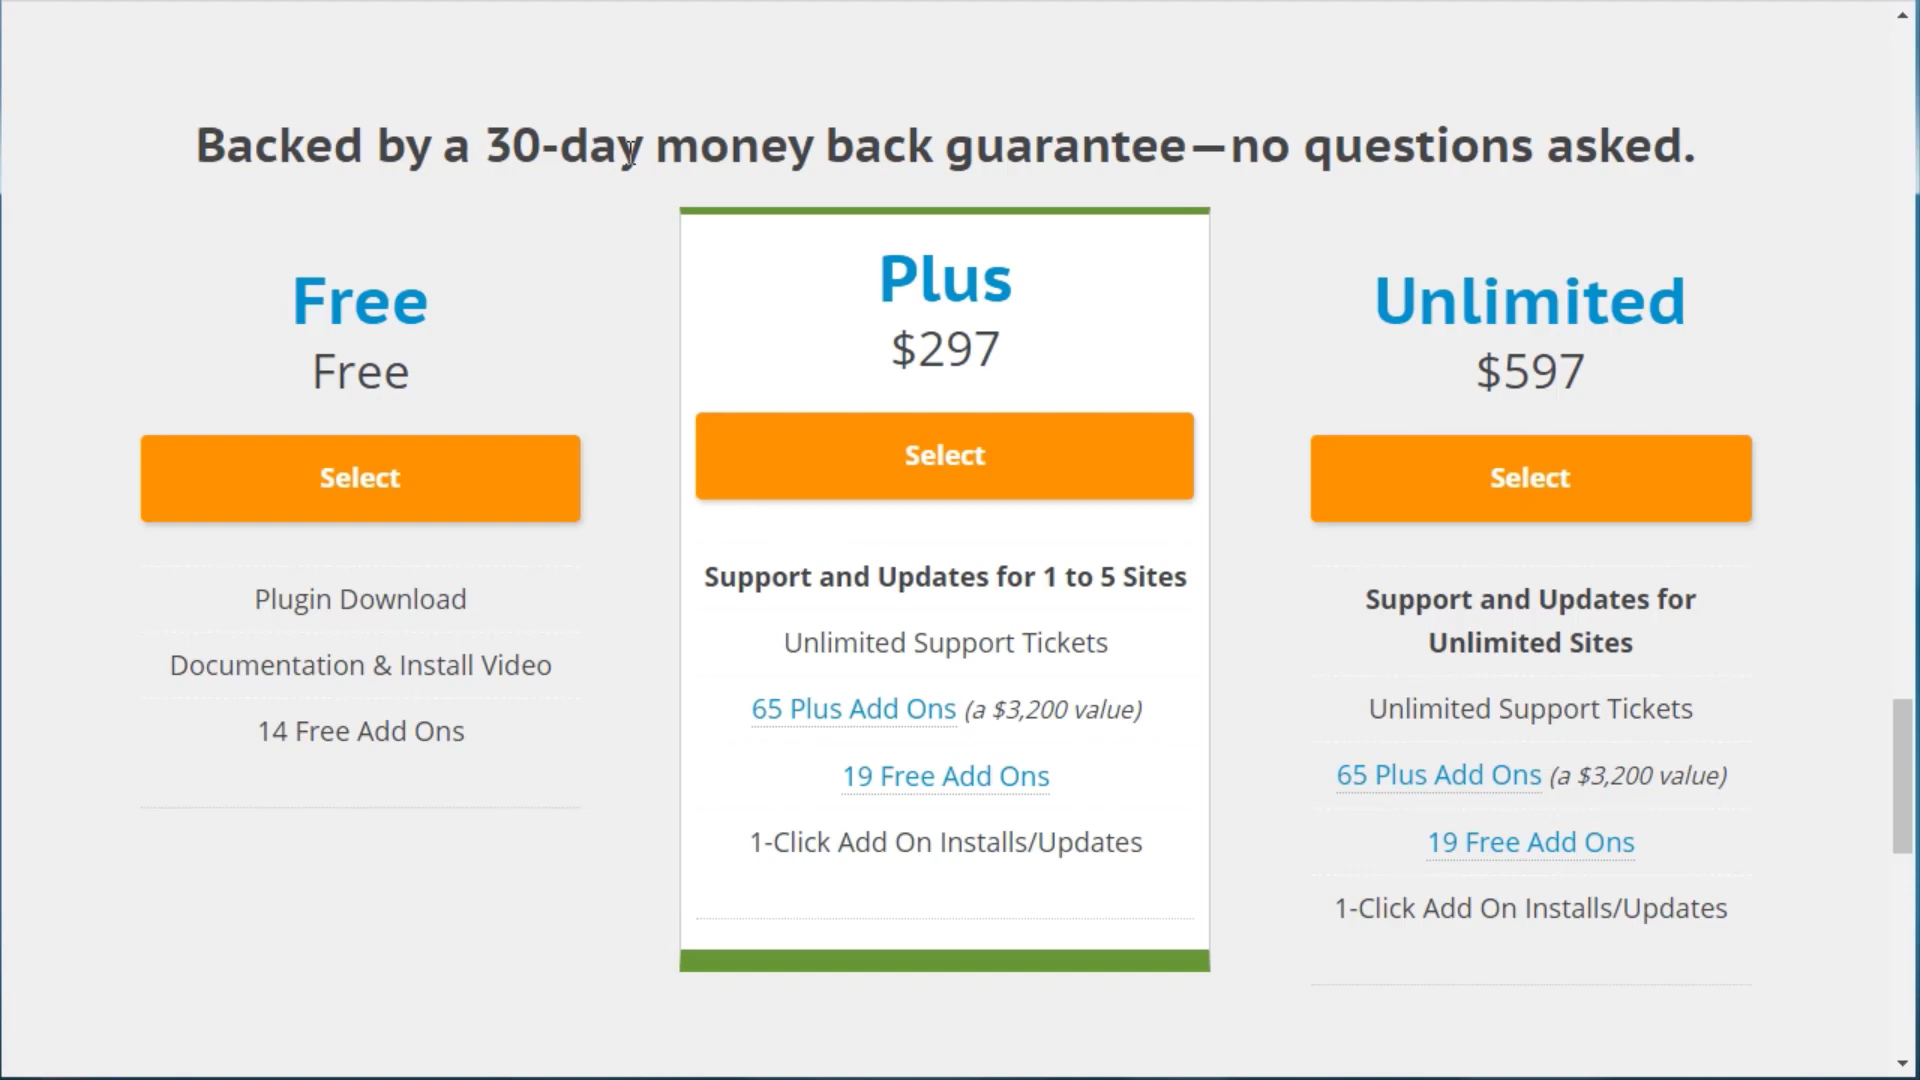 Backed by a 30-day money back guarantee—no questions asked.
Free
Free
Select
Plugin Download
Documentation & Install Video
14 Free Add Ons
Plus
$297
Select
Support and Updates for 1 to 5 Sites
Unlimited Support Tickets
65 Plus Add Ons (a $3,200 value)
19 Free Add Ons
1-Click Add On Installs/Updates
Unlimited
$597
Select
Support and Updates for
Unlimited Sites
Unlimited Support Tickets
65 Plus Add Ons (a $3,200 value)
19 Free Add Ons
1-Click Add On Installs/Updates